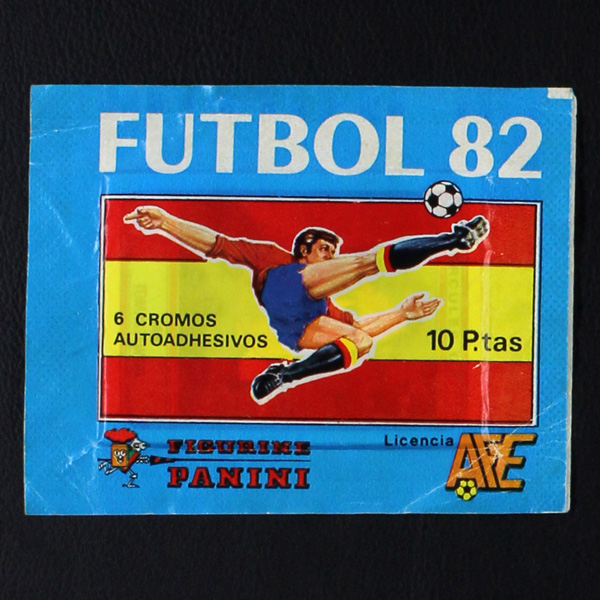 FUTBOL 82
6 CROMOS
AUTOADHESIVOS
10 P.tas
FIGURINE
PANINI
Licencia AFE